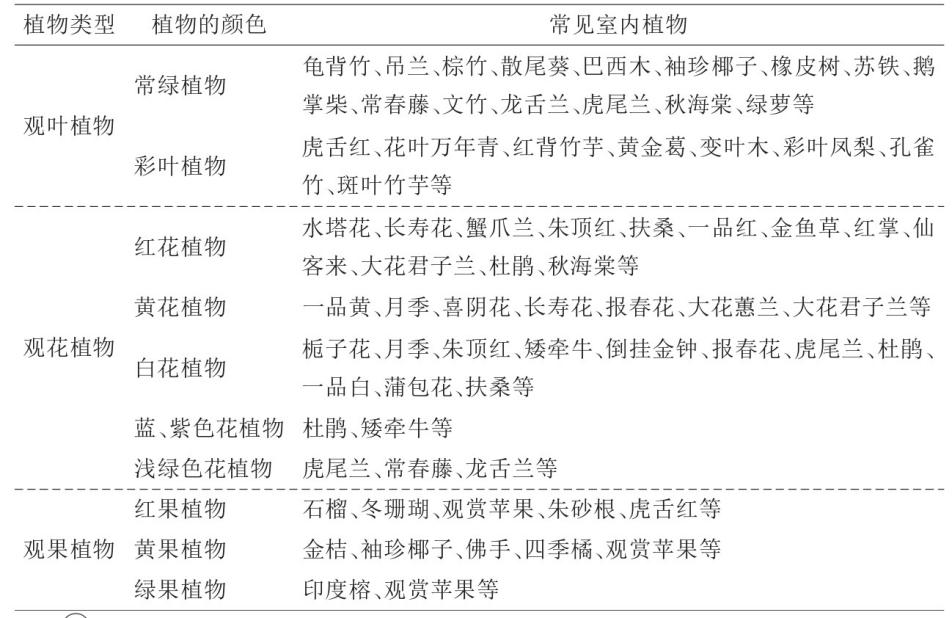 植物类型 植物的颜色 常见室内植物
观叶植物
常绿植物
龟背竹、吊兰、棕竹、散尾葵、巴西木、袖珍椰子、橡皮树、苏铁、鹅
掌柴、常春藤、文竹、龙舌兰、虎尾兰、秋海棠、绿萝等
彩叶植物
虎舌红、花叶万年青、红背竹芋、黄金葛、变叶木、彩叶凤梨、孔雀
竹、斑叶竹芋等
观花植物
红花植物
水塔花、长寿花、蟹爪兰、朱顶红、扶桑、一品红、金鱼草、红掌、仙
客来、大花君子兰、杜鹃、秋海棠等
黄花植物 一品黄、月季、喜阴花、长寿花、报春花、大花蕙兰、大花君子兰等
白花植物
栀子花、月季、朱顶红、矮牵牛、倒挂金钟、报春花、虎尾兰、杜鹃、
一品白、蒲包花、扶桑等
蓝、紫色花植物 杜鹃、矮牵牛等
浅绿色花植物 虎尾兰、常春藤、龙舌兰等
红果植物 石榴、冬珊瑚、观赏苹果、朱砂根、虎舌红等
观果植物 黄果植物 金桔、袖珍椰子、佛手、四季橘、观赏苹果等
绿果植物 印度榕、观赏苹果等